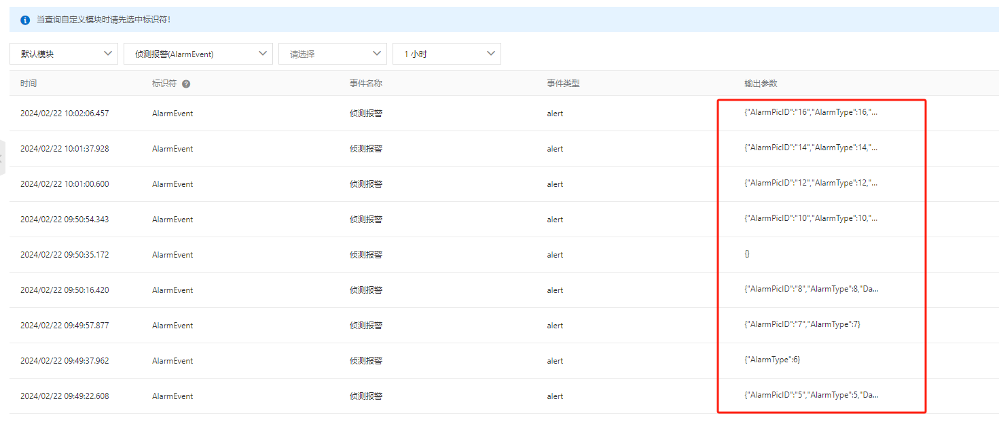 当查询自定义模块时请先选中标识符!
默认模块 侦测报警(AlarmEvent) 请选择 1 小时
时间 标识符 事件名称 事件类型 输出参数
2024/02/22 10:02:06.457 AlarmEvent 侦测报警 alert {"AlarmPicID":"16","AlarmType":16,"...
2024/02/22 10:01:37.928 AlarmEvent 侦测报警 alert {"AlarmPicID":"14","AlarmType":14,"...
2024/02/22 10:01:00.600 AlarmEvent 侦测报警 alert {"AlarmPicID":"12","AlarmType":12,"...
2024/02/22 09:50:54.343 AlarmEvent 侦测报警 alert {"AlarmPicID":"10","AlarmType":10,"...
2024/02/22 09:50:35.172 AlarmEvent 侦测报警 alert {}
2024/02/22 09:50:16.420 AlarmEvent 侦测报警 alert {"AlarmPicID":"8","AlarmType":8,"Da...
2024/02/22 09:49:57.877 AlarmEvent 侦测报警 alert {"AlarmPicID":"7","AlarmType":7}
2024/02/22 09:49:37.962 AlarmEvent 侦测报警 alert {"AlarmType":6}
2024/02/22 09:49:22.608 AlarmEvent 侦测报警 alert {"AlarmPicID":"5","AlarmType":5,"Da...